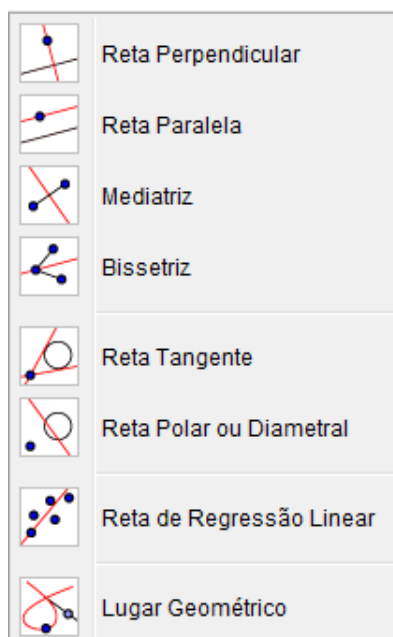 Reta Perpendicular
Reta Paralela
Mediatriz
Bissetriz
Reta Tangente
Reta Polar ou Diametral
Reta de Regressão Linear
Lugar Geométrico